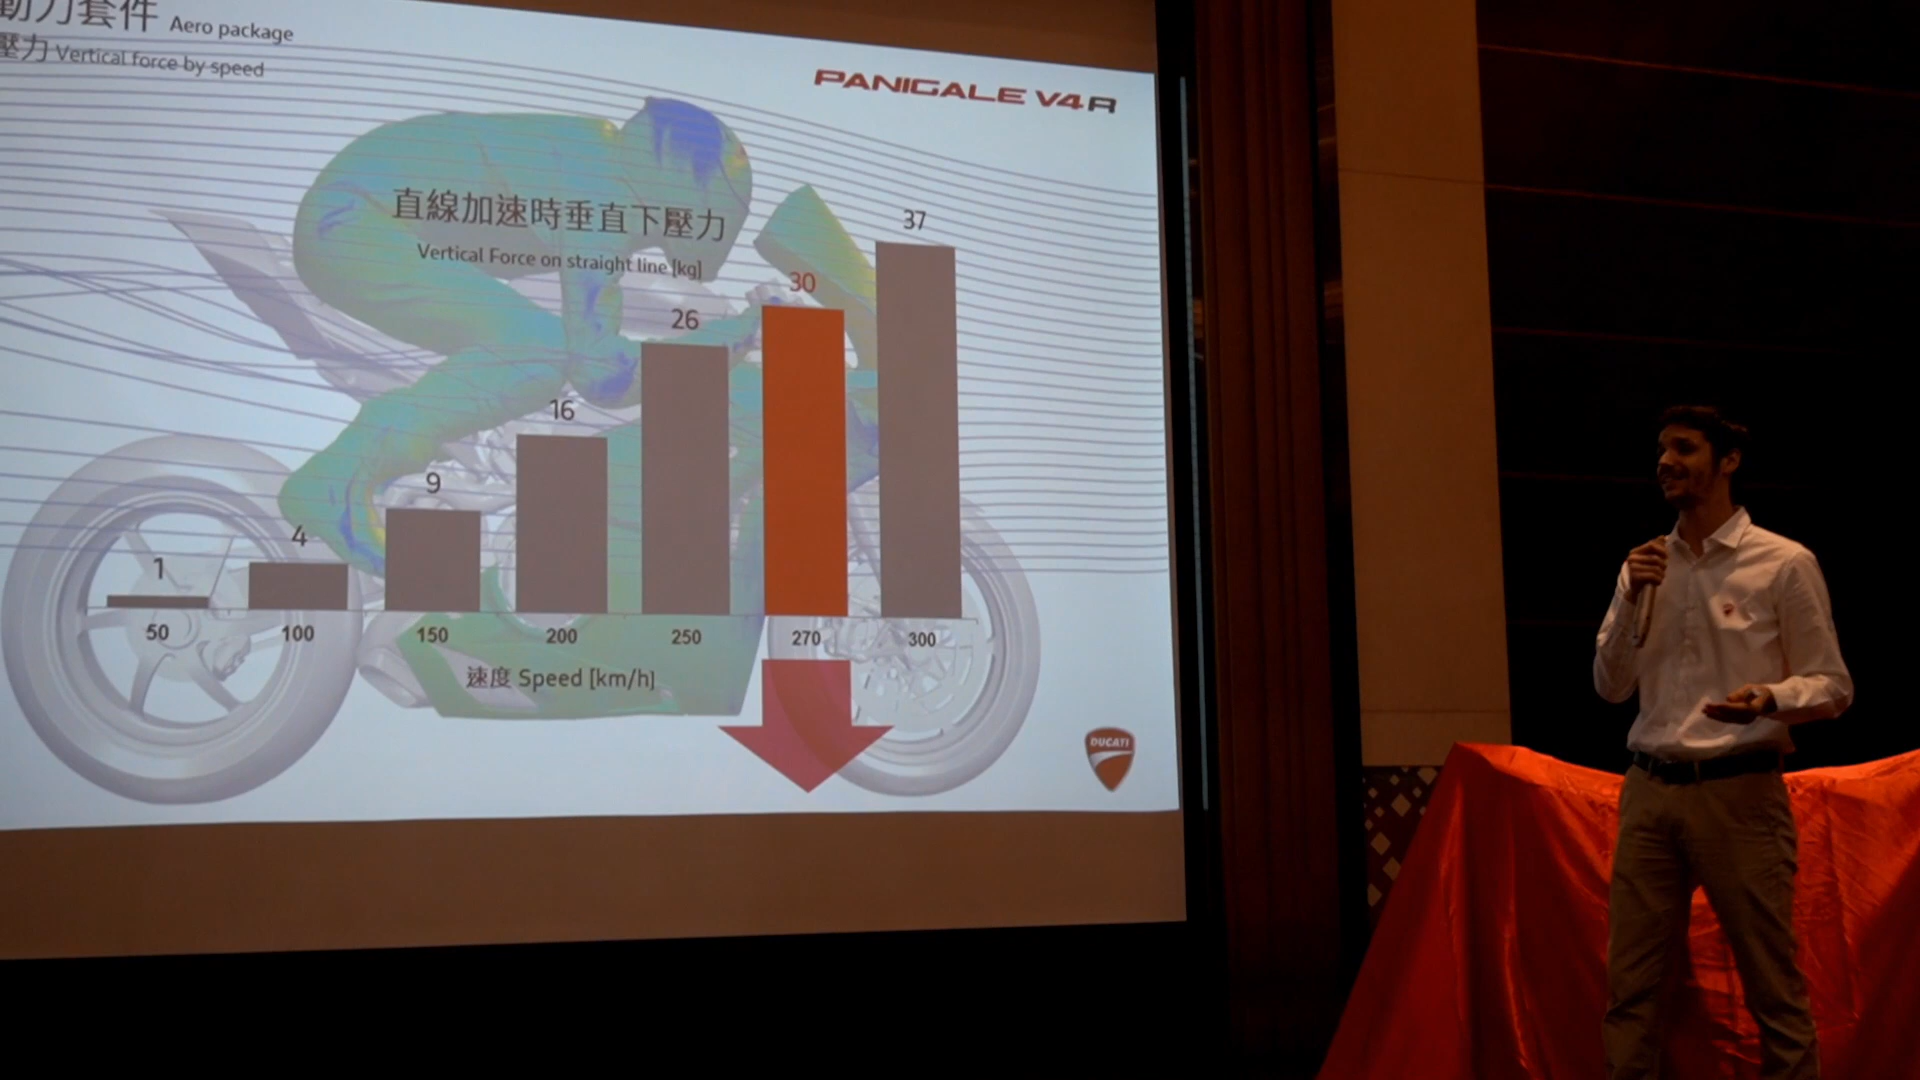 動力套件 Aero package
壓力 Vertical force by speed
PANIGALE V4 R
直線加速時垂直下壓力
Vertical Force on straight line [kg]
1
4
9
16
26
30
37
50 100 150 200 250 270 300
速度 Speed [km/h]
DUCATI